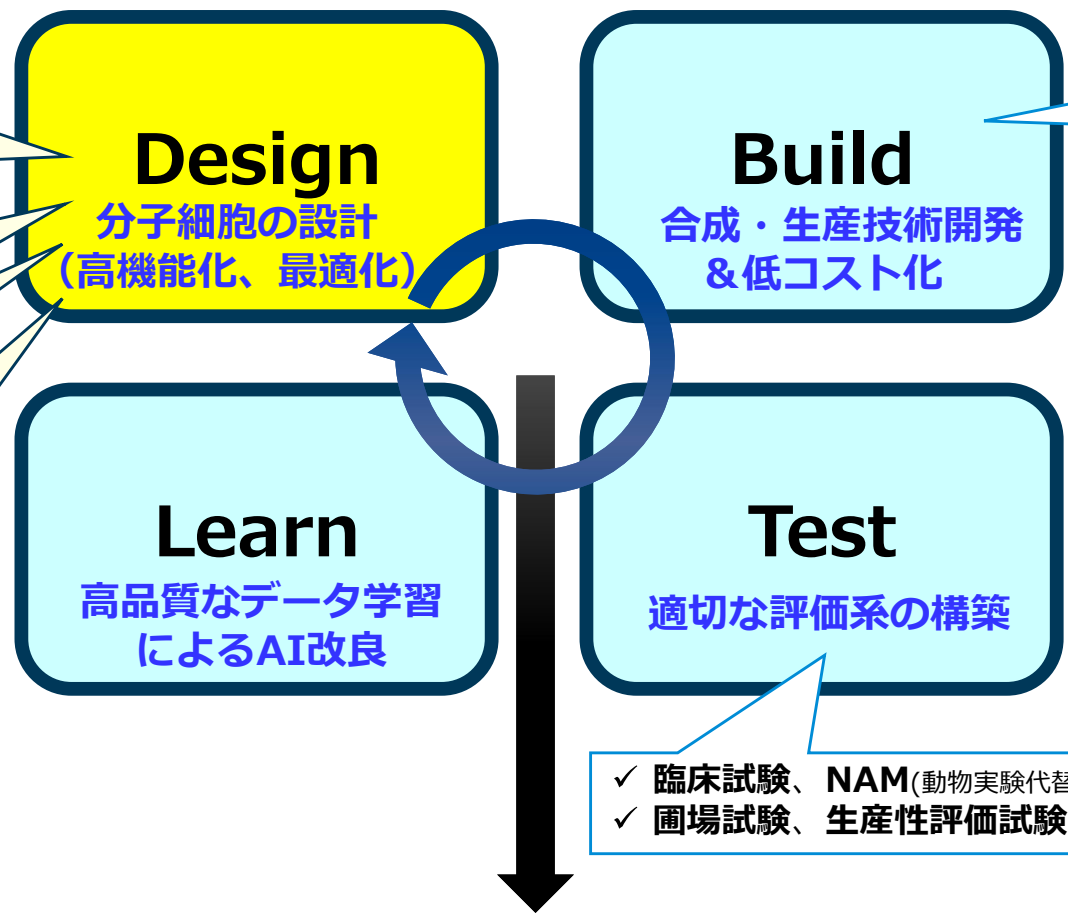 Design
分子細胞の設計
（高機能化、最適化）
Build
合成・生産技術開発
＆低コスト化
Learn
高品質なデータ学習
によるAI改良
Test
適切な評価系の構築
✓ 臨床試験、NAM(動物実験代替
✓ 圃場試験、生産性評価試験